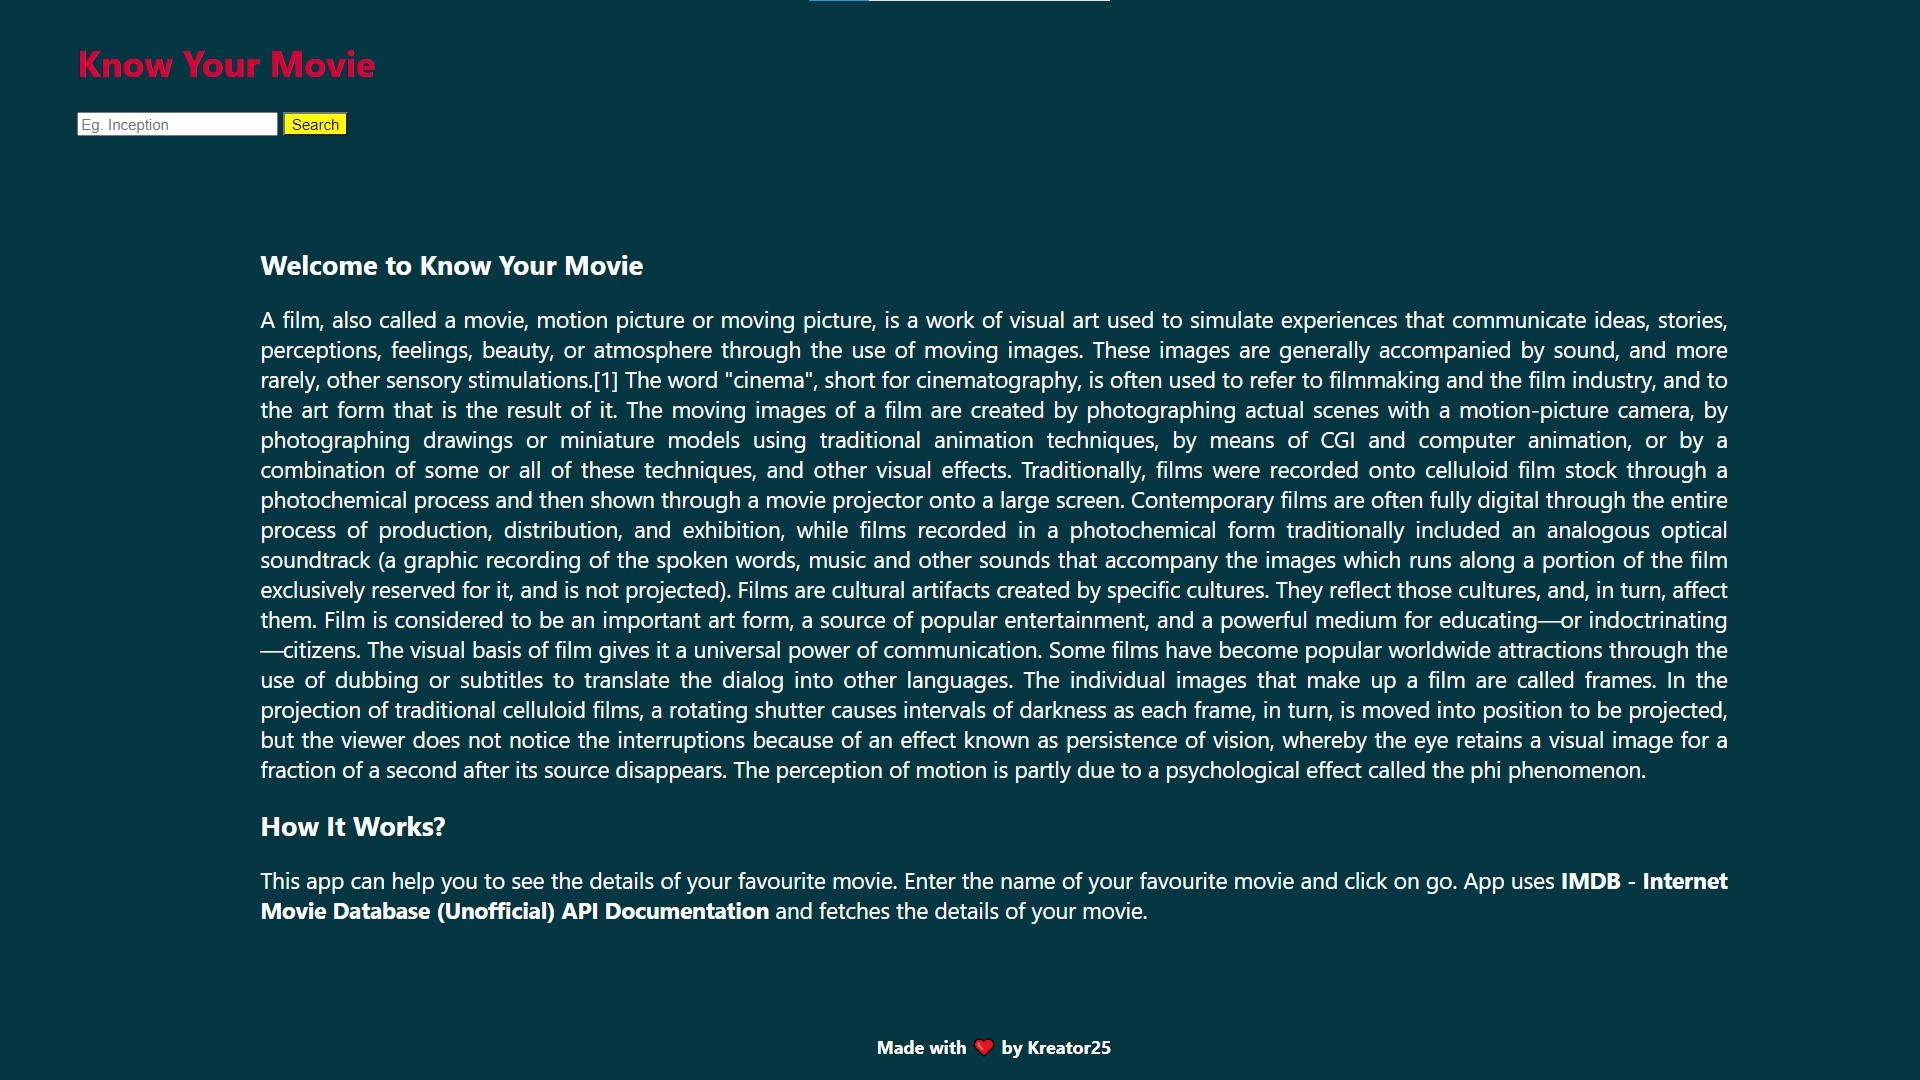 Know Your Movie
Eg. Inception Search
Welcome to Know Your Movie
A film, also called a movie, motion picture or moving picture, is a work of visual art used to simulate experiences that communicate ideas, stories,
perceptions, feelings, beauty, or atmosphere through the use of moving images. These images are generally accompanied by sound, and more
rarely, other sensory stimulations.[1] The word "cinema", short for cinematography, is often used to refer to filmmaking and the film industry, and to
the art form that is the result of it. The moving images of a film are created by photographing actual scenes with a motion-picture camera, by
photographing drawings or miniature models using traditional animation techniques, by means of CGI and computer animation, or by a
combination of some or all of these techniques, and other visual effects. Traditionally, films were recorded onto celluloid film stock through a
photochemical process and then shown through a movie projector onto a large screen. Contemporary films are often fully digital through the entire
process of production, distribution, and exhibition, while films recorded in a photochemical form traditionally included an analogous optical
soundtrack (a graphic recording of the spoken words, music and other sounds that accompany the images which runs along a portion of the film
exclusively reserved for it, and is not projected). Films are cultural artifacts created by specific cultures. They reflect those cultures, and, in turn, affect
them. Film is considered to be an important art form, a source of popular entertainment, and a powerful medium for educating—or indoctrinating
—citizens. The visual basis of film gives it a universal power of communication. Some films have become popular worldwide attractions through the
use of dubbing or subtitles to translate the dialog into other languages. The individual images that make up a film are called frames. In the
projection of traditional celluloid films, a rotating shutter causes intervals of darkness as each frame, in turn, is moved into position to be projected,
but the viewer does not notice the interruptions because of an effect known as persistence of vision, whereby the eye retains a visual image for a
fraction of a second after its source disappears. The perception of motion is partly due to a psychological effect called the phi phenomenon.
How It Works?
This app can help you to see the details of your favourite movie. Enter the name of your favourite movie and click on go. App uses IMDB - Internet
Movie Database (Unofficial) API Documentation and fetches the details of your movie.
Made with ❤️ by Kreator25